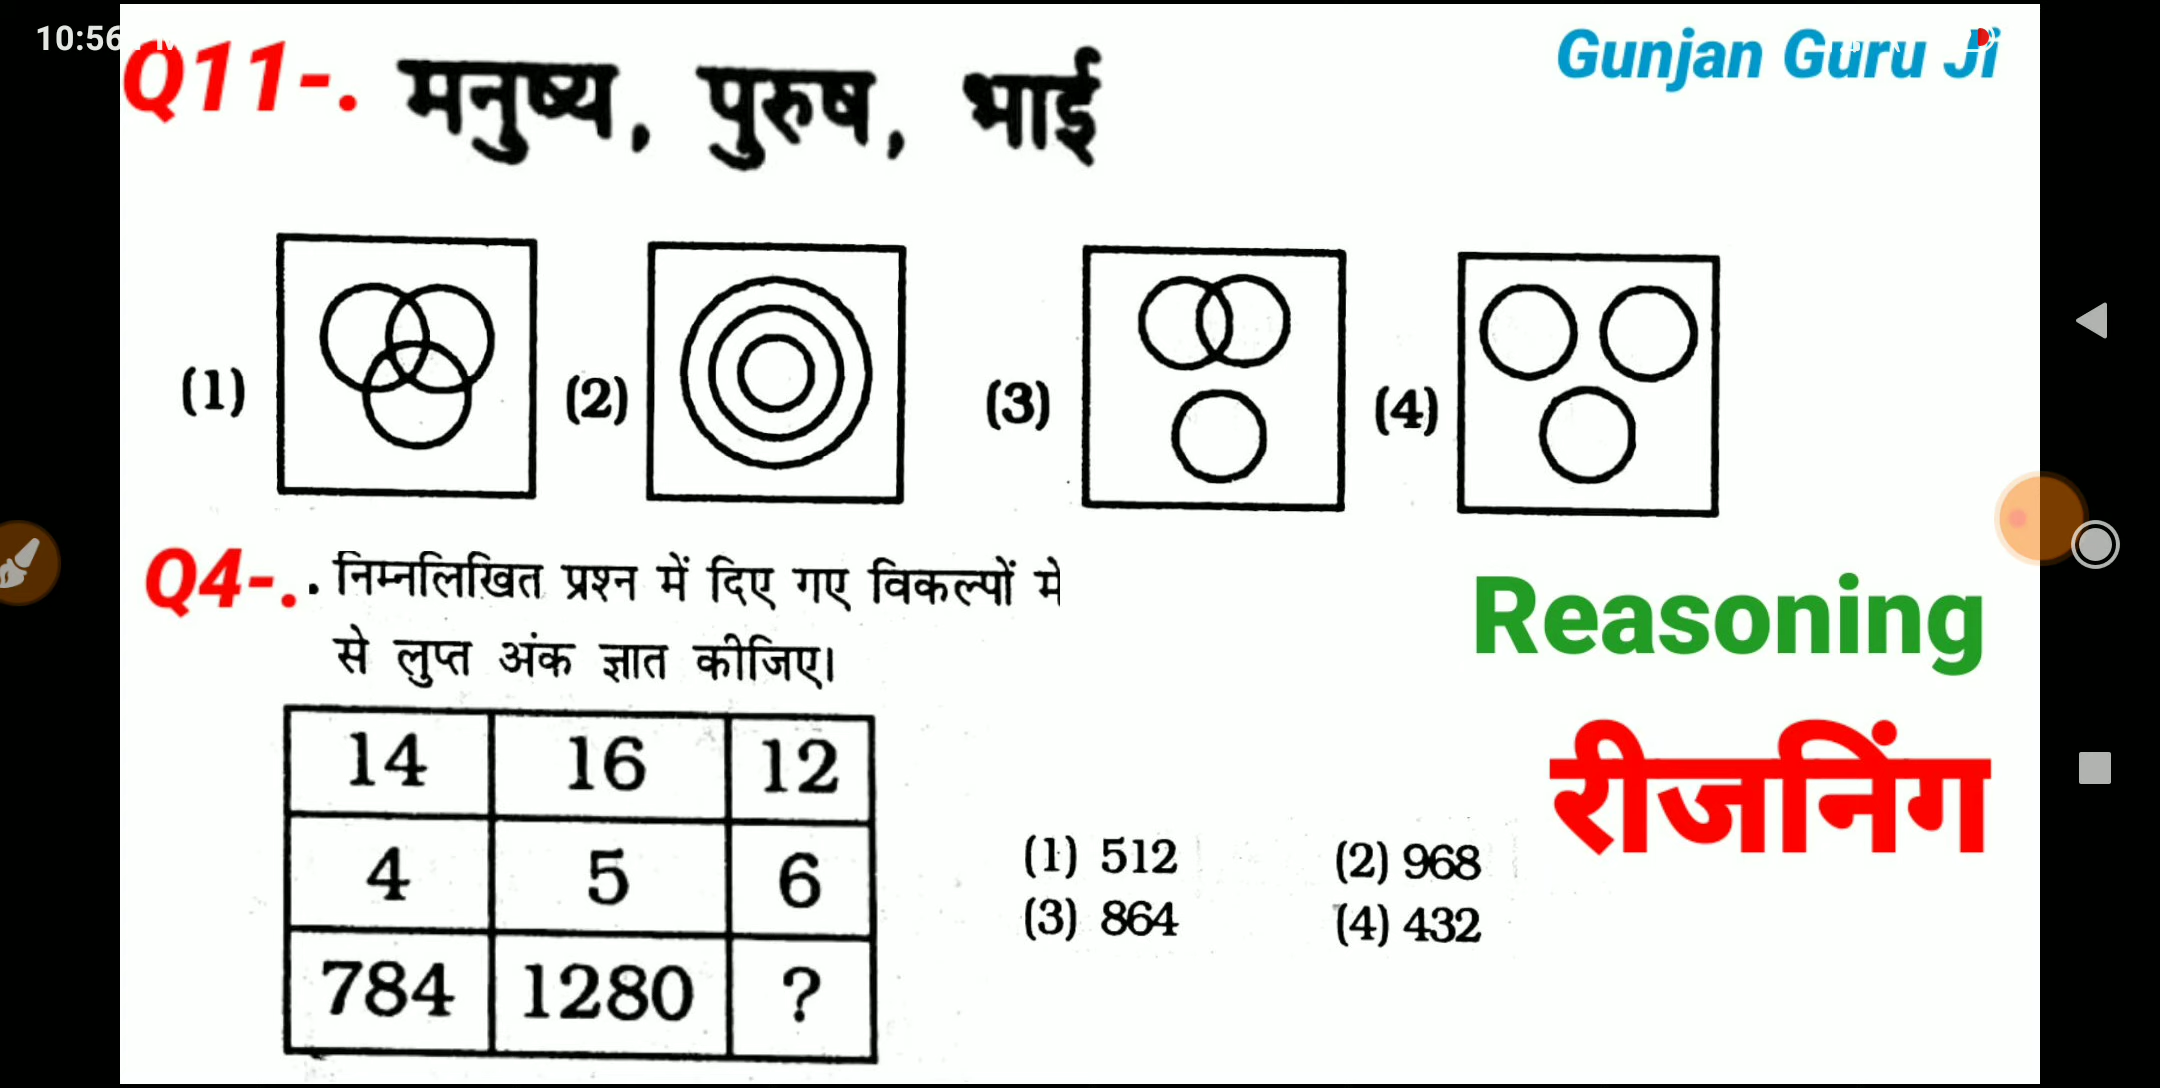 10:56
Q11-. मनुष्य, पुरुष, भाई
Gunjan Guru Ji
(1) (2) (3) (4)
Q4-. . निम्नलिखित प्रश्न में दिए गए विकल्पों में
से लुप्त अंक ज्ञात कीजिए।
Reasoning
रीजनिंग
14 16 12
4 5 6
784 1280 ?
(1) 512 (2) 968
(3) 864 (4) 432